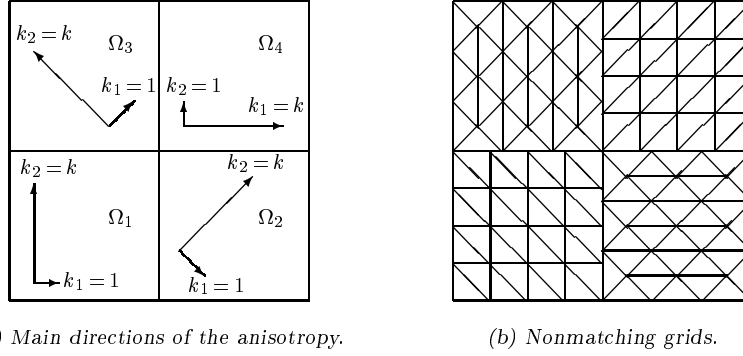 k₂ = k
Ω₃
k₁ = 1
Ω₄
k₂ = 1
k₁ = k
k₂ = k
Ω₁
k₁ = 1
k₂ = k
Ω₂
k₁ = 1
) Main directions of the anisotropy.
(b) Nonmatching grids.